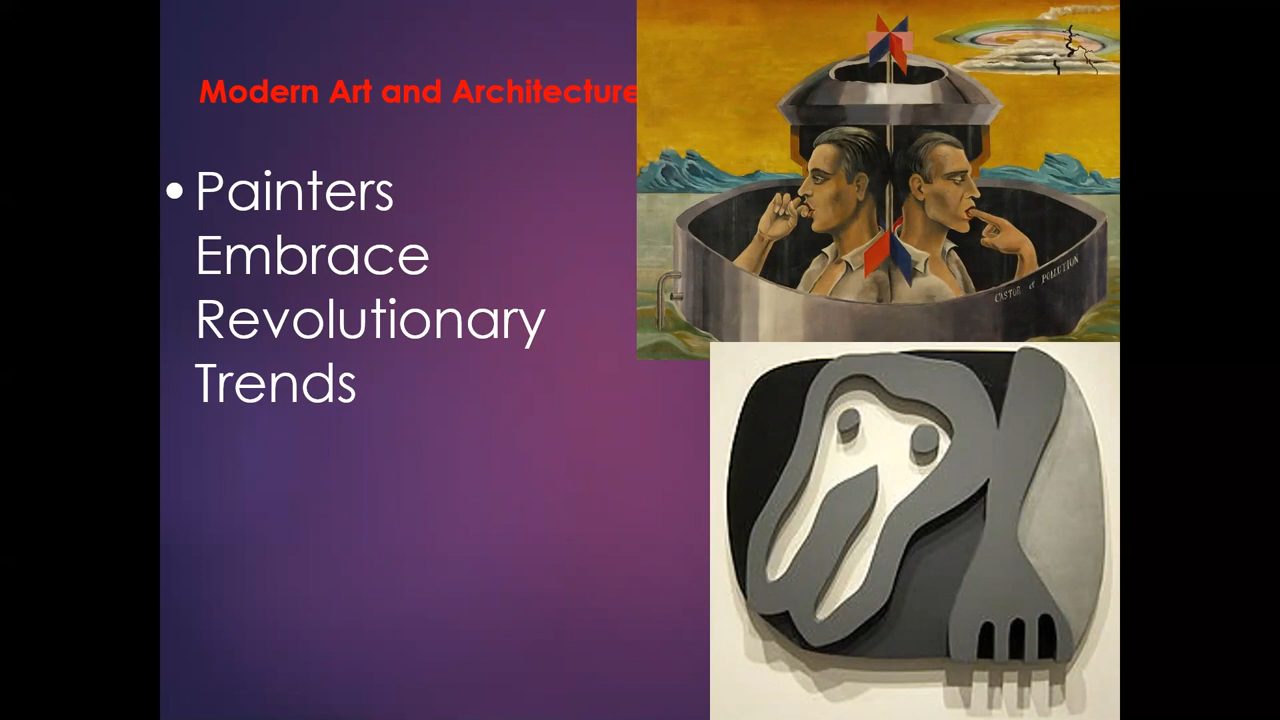 Modern Art and Architecture
• Painters
Embrace
Revolutionary
Trends
CASTOR et POLLUTION